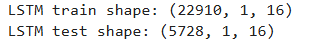 LSTM train shape: (22910, 1, 16)
LSTM test shape: (5728, 1, 16)